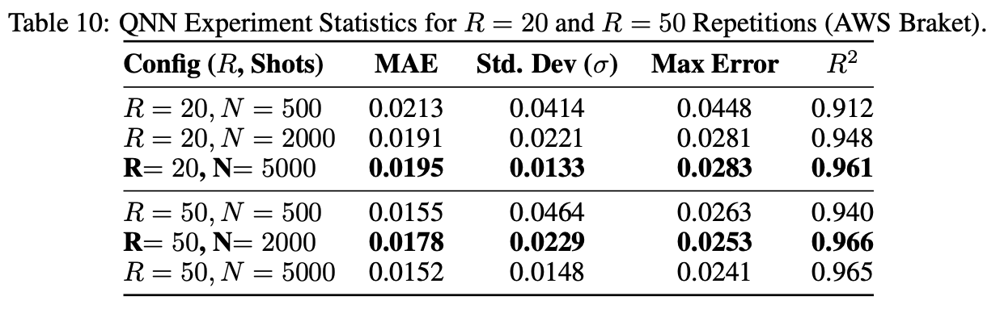 Table 10: QNN Experiment Statistics for R = 20 and R = 50 Repetitions (AWS Braket).
Config (R, Shots) MAE Std. Dev (σ) Max Error R²
R = 20, N = 500 0.0213 0.0414 0.0448 0.912
R = 20, N = 2000 0.0191 0.0221 0.0281 0.948
R= 20, N= 5000 0.0195 0.0133 0.0283 0.961
R = 50, N = 500 0.0155 0.0464 0.0263 0.940
R= 50, N= 2000 0.0178 0.0229 0.0253 0.966
R = 50, N = 5000 0.0152 0.0148 0.0241 0.965